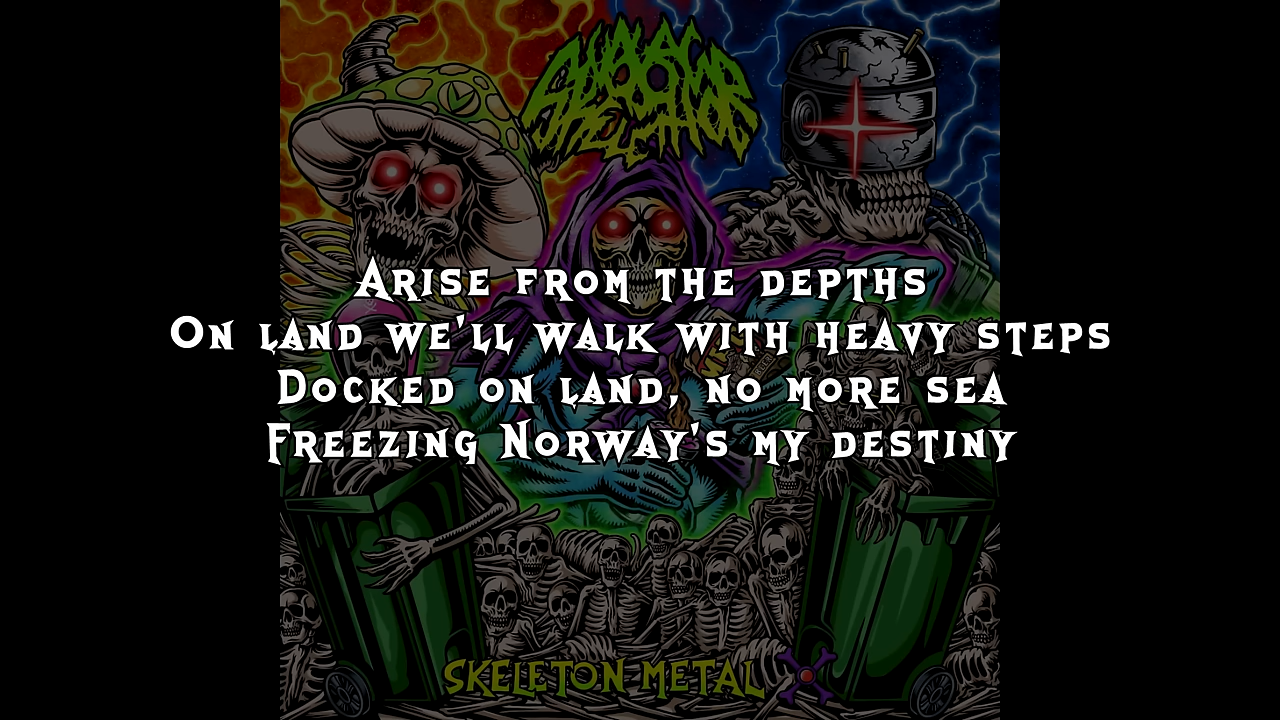 Arise from the depths
On land we'll walk with heavy steps
Docked on land, no more sea
Freezing Norway's my destiny
SKELETON METAL